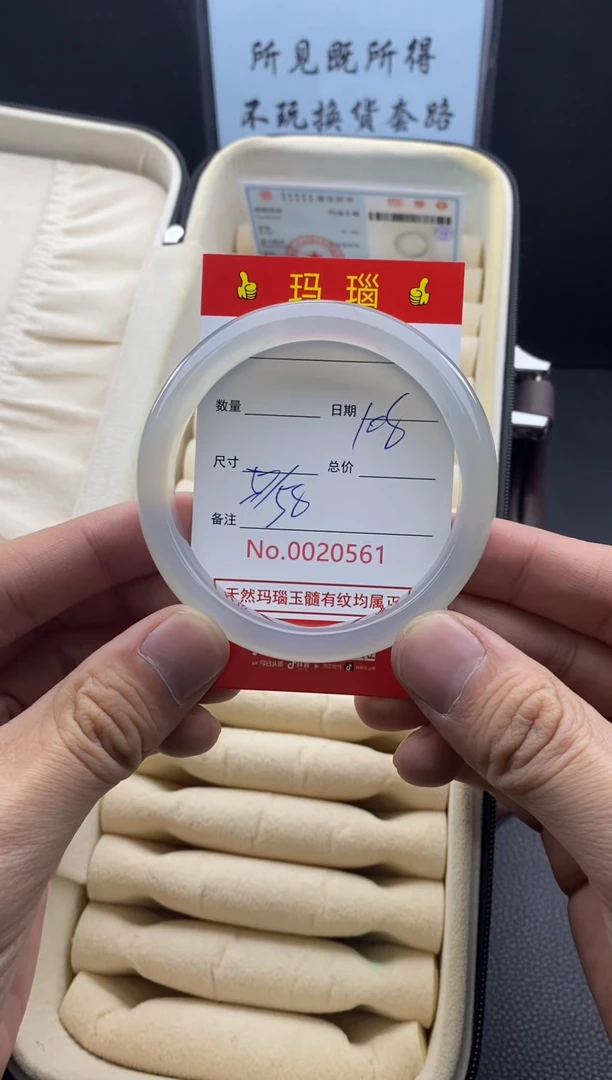 所见既所得
不玩换货套路
玛瑙
数量 日期 108
尺寸 57/58 总价
备注
No.0020561
天然玛瑙玉髓有纹均属正